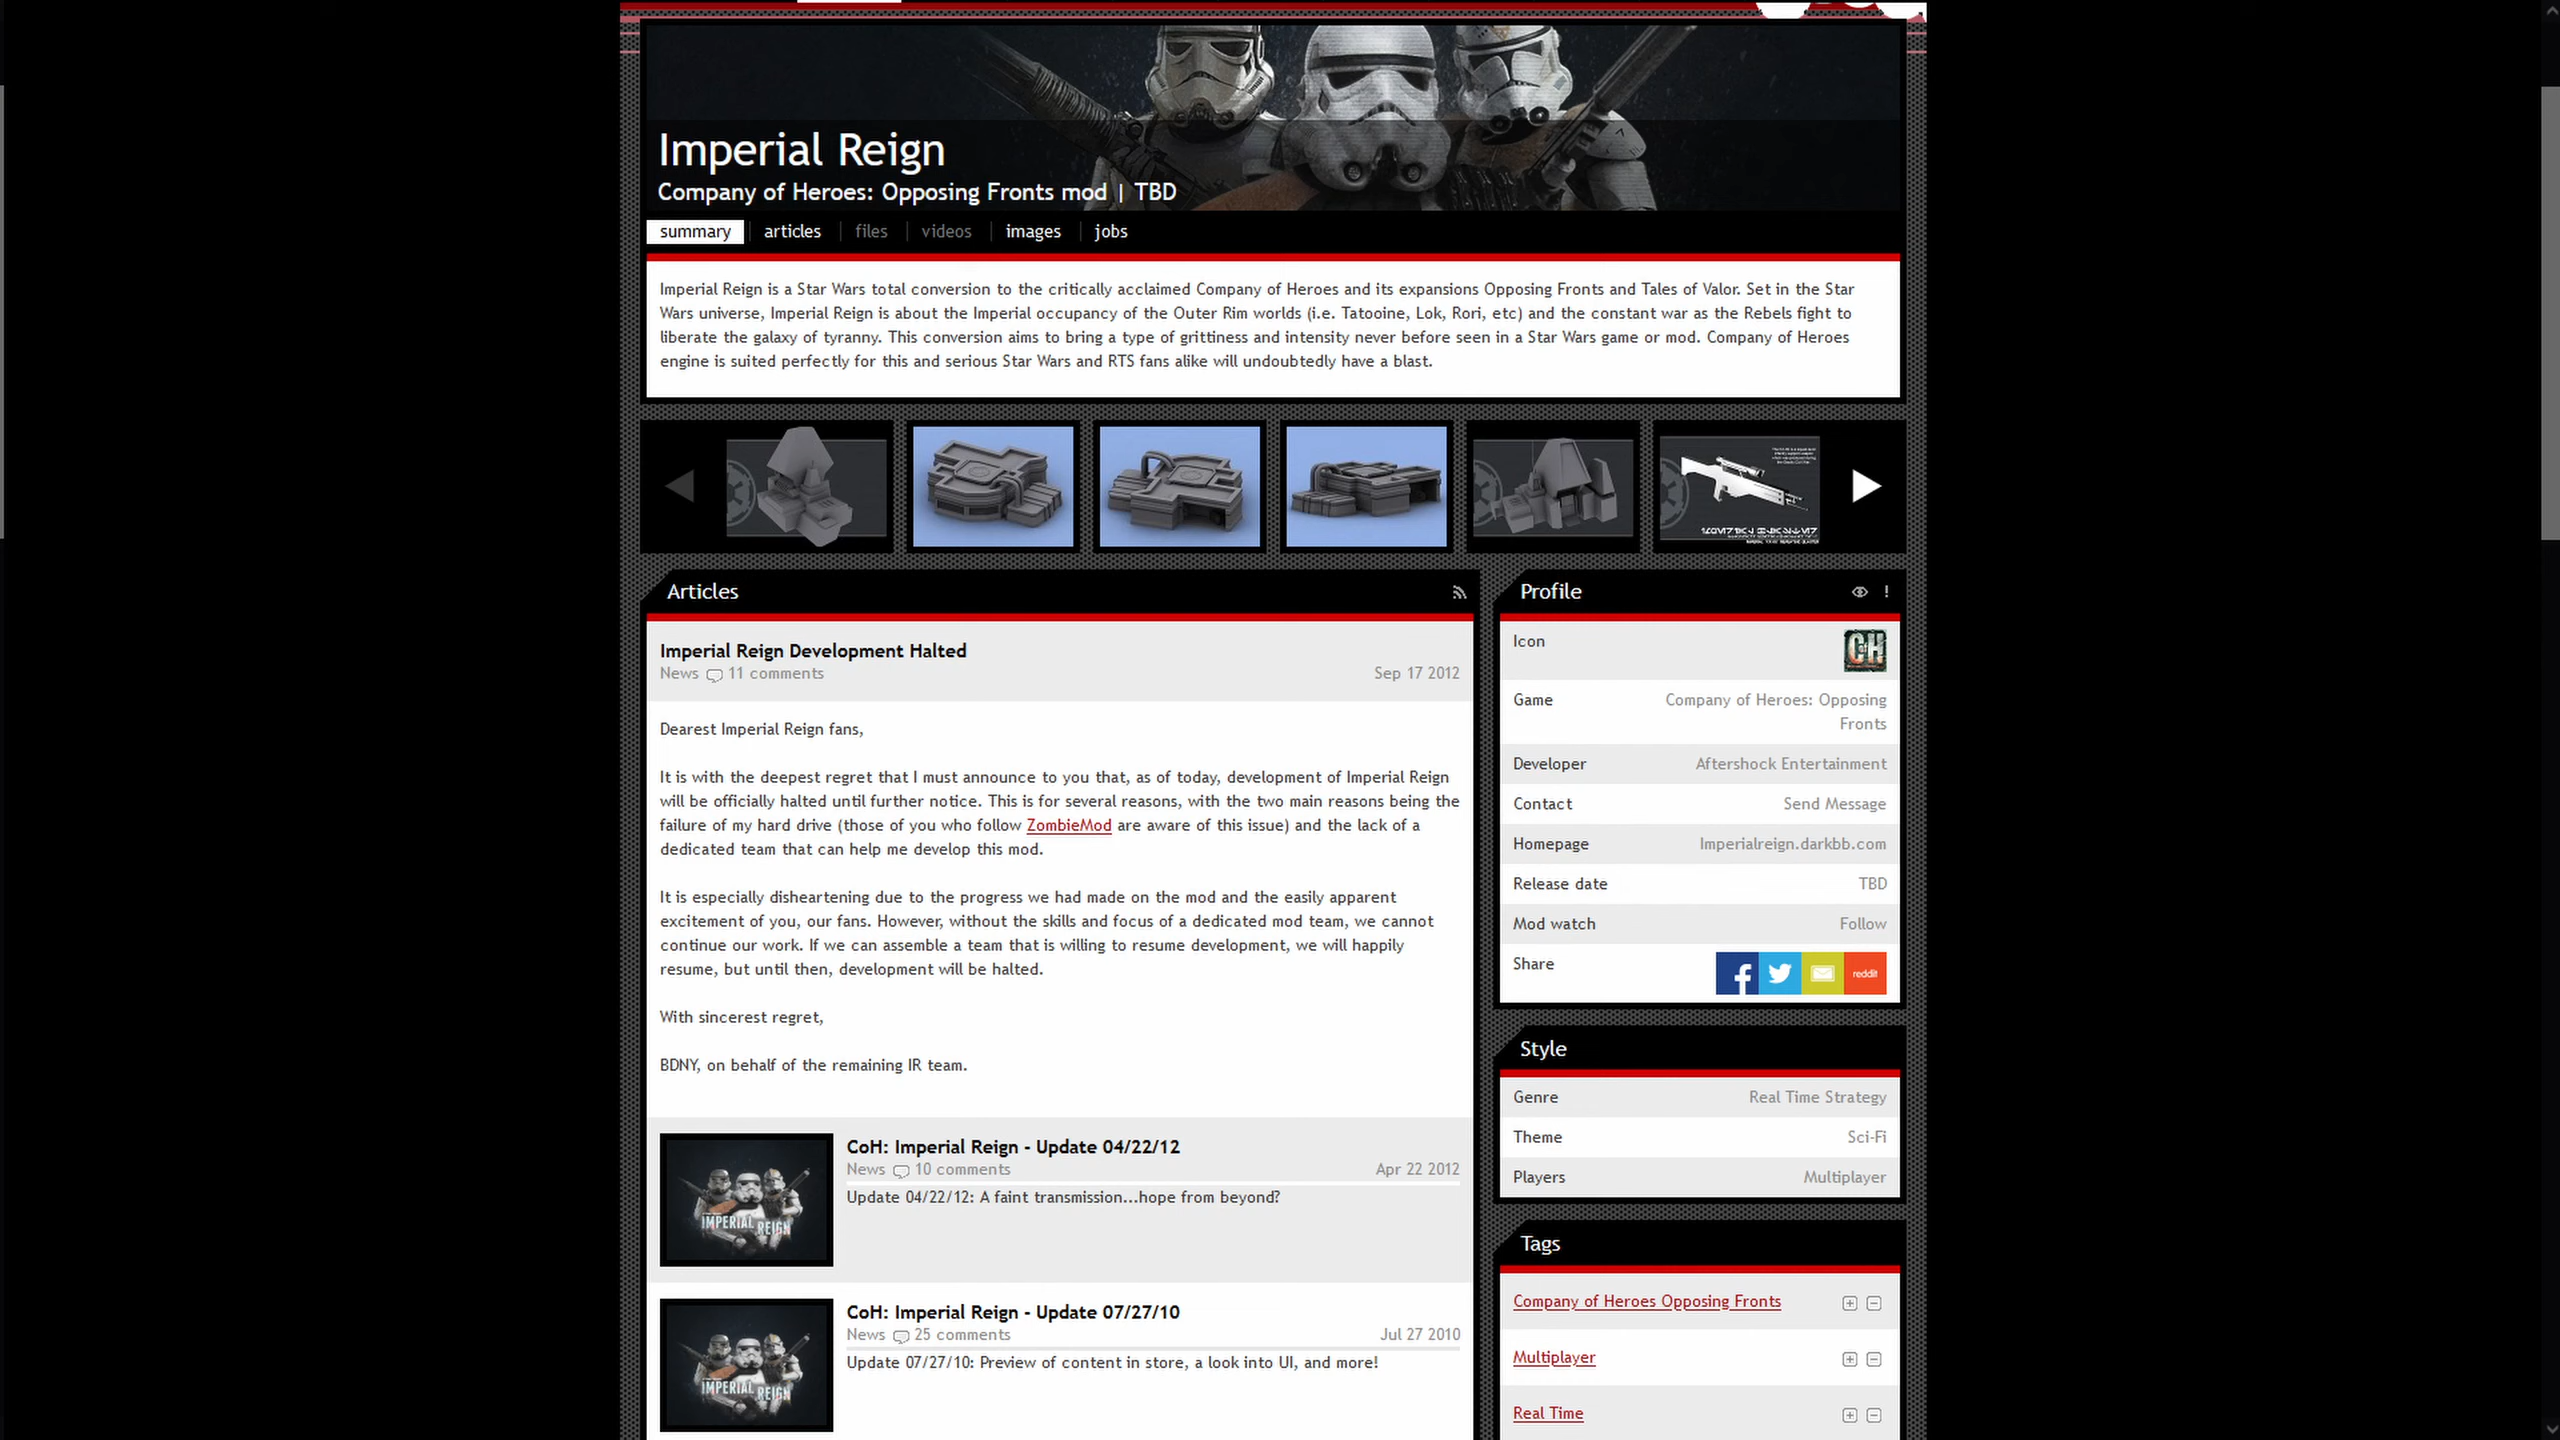 Imperial Reign
Company of Heroes: Opposing Fronts mod | TBD
summary articles files videos images jobs
Imperial Reign is a Star Wars total conversion to the critically acclaimed Company of Heroes and its expansions Opposing Fronts and Tales of Valor. Set in the Star
Wars universe, Imperial Reign is about the Imperial occupancy of the Outer Rim worlds (i.e. Tatooine, Lok, Rori, etc) and the constant war as the Rebels fight to
liberate the galaxy of tyranny. This conversion aims to bring a type of grittiness and intensity never before seen in a Star Wars game or mod. Company of Heroes
engine is suited perfectly for this and serious Star Wars and RTS fans alike will undoubtedly have a blast.
Articles
Imperial Reign Development Halted
News 11 comments Sep 17 2012
Dearest Imperial Reign fans,
It is with the deepest regret that I must announce to you that, as of today, development of Imperial Reign
will be officially halted until further notice. This is for several reasons, with the two main reasons being the
failure of my hard drive (those of you who follow ZombieMod are aware of this issue) and the lack of a
dedicated team that can help me develop this mod.
It is especially disheartening due to the progress we had made on the mod and the easily apparent
excitement of you, our fans. However, without the skills and focus of a dedicated mod team, we cannot
continue our work. If we can assemble a team that is willing to resume development, we will happily
resume, but until then, development will be halted.
With sincerest regret,
BDNY, on behalf of the remaining IR team.
IMPERIAL REIGN
CoH: Imperial Reign - Update 04/22/12
News 10 comments Apr 22 2012
Update 04/22/12: A faint transmission...hope from beyond?
IMPERIAL REIGN
CoH: Imperial Reign - Update 07/27/10
News 25 comments Jul 27 2010
Update 07/27/10: Preview of content in store, a look into UI, and more!
Profile
Icon CofH
Game Company of Heroes: Opposing
Fronts
Developer Aftershock Entertainment
Contact Send Message
Homepage Imperialreign.darkbb.com
Release date TBD
Mod watch Follow
Share reddit
Style
Genre Real Time Strategy
Theme Sci-Fi
Players Multiplayer
Tags
Company of Heroes Opposing Fronts
Multiplayer
Real Time